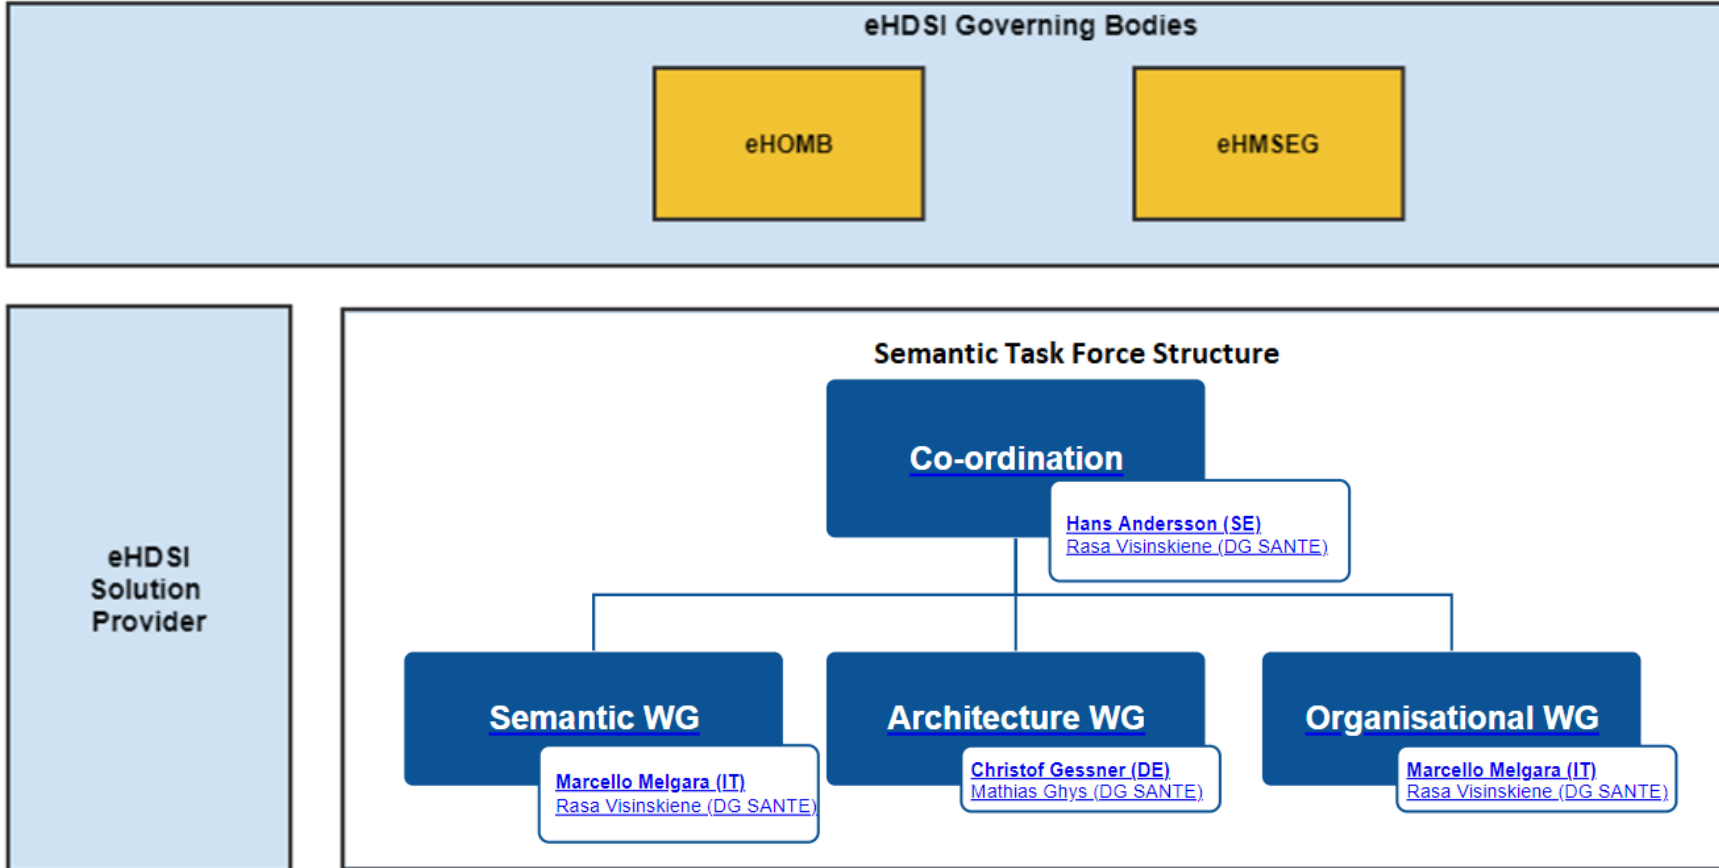 eHDSI Governing Bodies
eHOMB
eHMSEG
eHDSI
Solution
Provider
Semantic Task Force Structure
Co-ordination
Hans Andersson (SE)
Rasa Visinskiene (DG SANTE)
Semantic WG
Marcello Melgara (IT)
Rasa Visinskiene (DG SANTE)
Architecture WG
Christof Gessner (DE)
Mathias Ghys (DG SANTE)
Organisational WG
Marcello Melgara (IT)
Rasa Visinskiene (DG SANTE)